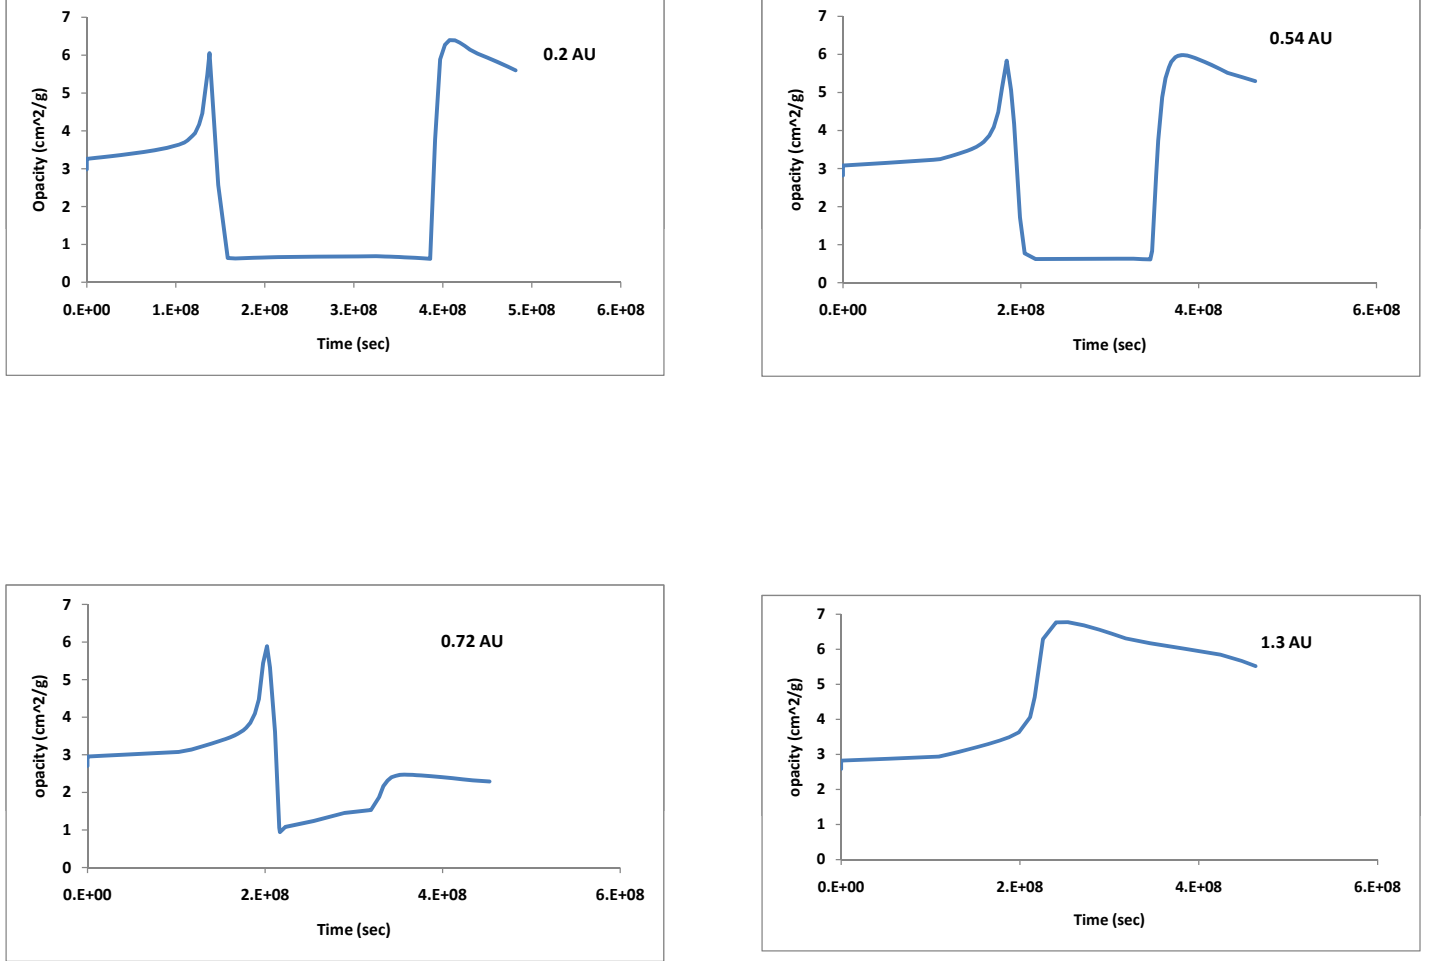 7
6
5
4
3
2
1
0
Opacity (cm^2/g)
0.2 AU
0.E+00 1.E+08 2.E+08 3.E+08 4.E+08 5.E+08 6.E+08
Time (sec)
7
6
5
4
3
2
1
0
opacity (cm^2/g)
0.54 AU
0.E+00 2.E+08 4.E+08 6.E+08
Time (sec)
7
6
5
4
3
2
1
0
opacity (cm^2/g)
0.72 AU
0.E+00 2.E+08 4.E+08 6.E+08
Time (sec)
7
6
5
4
3
2
1
0
opacity (cm^2/g)
1.3 AU
0.E+00 2.E+08 4.E+08 6.E+08
Time (sec)